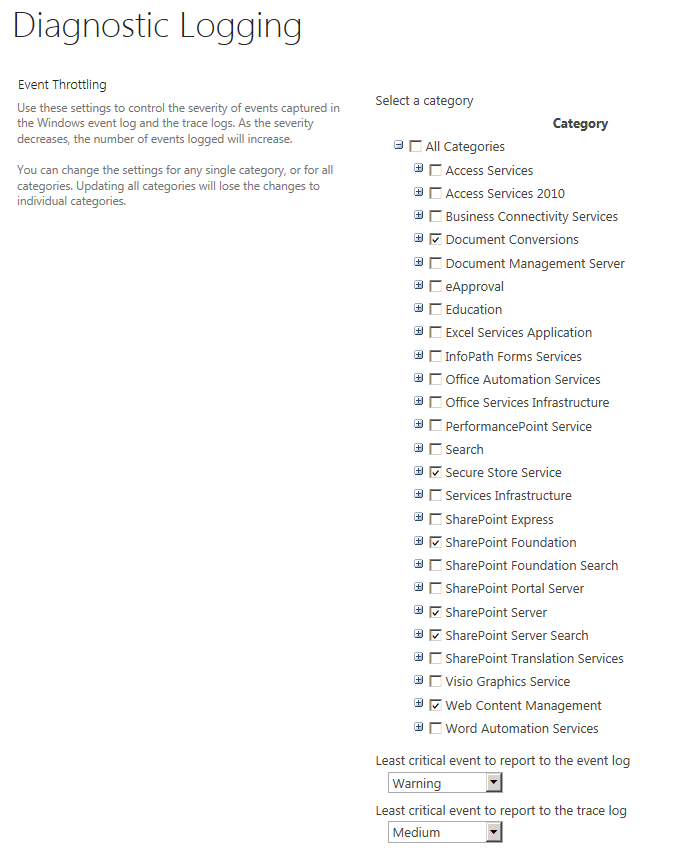 Diagnostic Logging
Event Throttling
Use these settings to control the severity of events captured in
the Windows event log and the trace logs. As the severity
decreases, the number of events logged will increase.
You can change the settings for any single category, or for all
categories. Updating all categories will lose the changes to
individual categories.
Select a category
Category
All Categories
Access Services
Access Services 2010
Business Connectivity Services
Document Conversions
Document Management Server
eApproval
Education
Excel Services Application
InfoPath Forms Services
Office Automation Services
Office Services Infrastructure
PerformancePoint Service
Search
Secure Store Service
Services Infrastructure
SharePoint Express
SharePoint Foundation
SharePoint Foundation Search
SharePoint Portal Server
SharePoint Server
SharePoint Server Search
SharePoint Translation Services
Visio Graphics Service
Web Content Management
Word Automation Services
Least critical event to report to the event log
Warning
Least critical event to report to the trace log
Medium